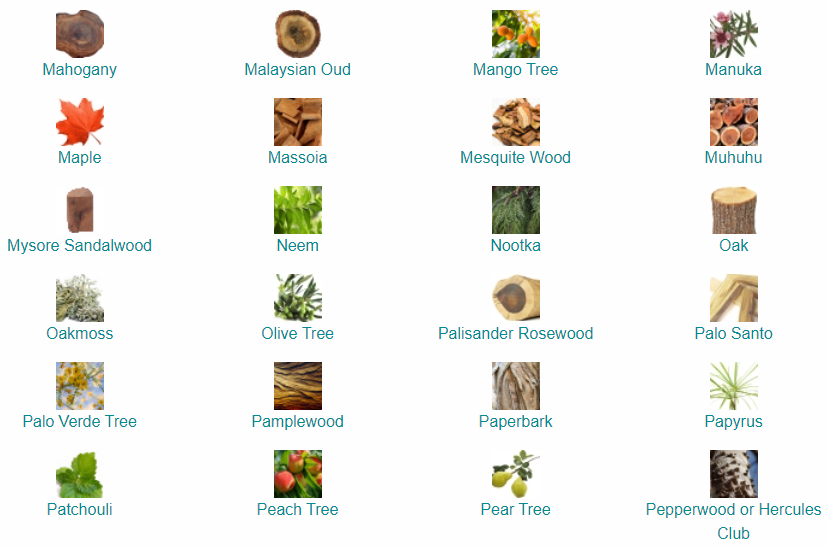 Mahogany
Malaysian Oud
Mango Tree
Manuka
Maple
Massoia
Mesquite Wood
Muhuhu
Mysore Sandalwood
Neem
Nootka
Oak
Oakmoss
Olive Tree
Palisander Rosewood
Palo Santo
Palo Verde Tree
Pamplewood
Paperbark
Papyrus
Patchouli
Peach Tree
Pear Tree
Pepperwood or Hercules
Club